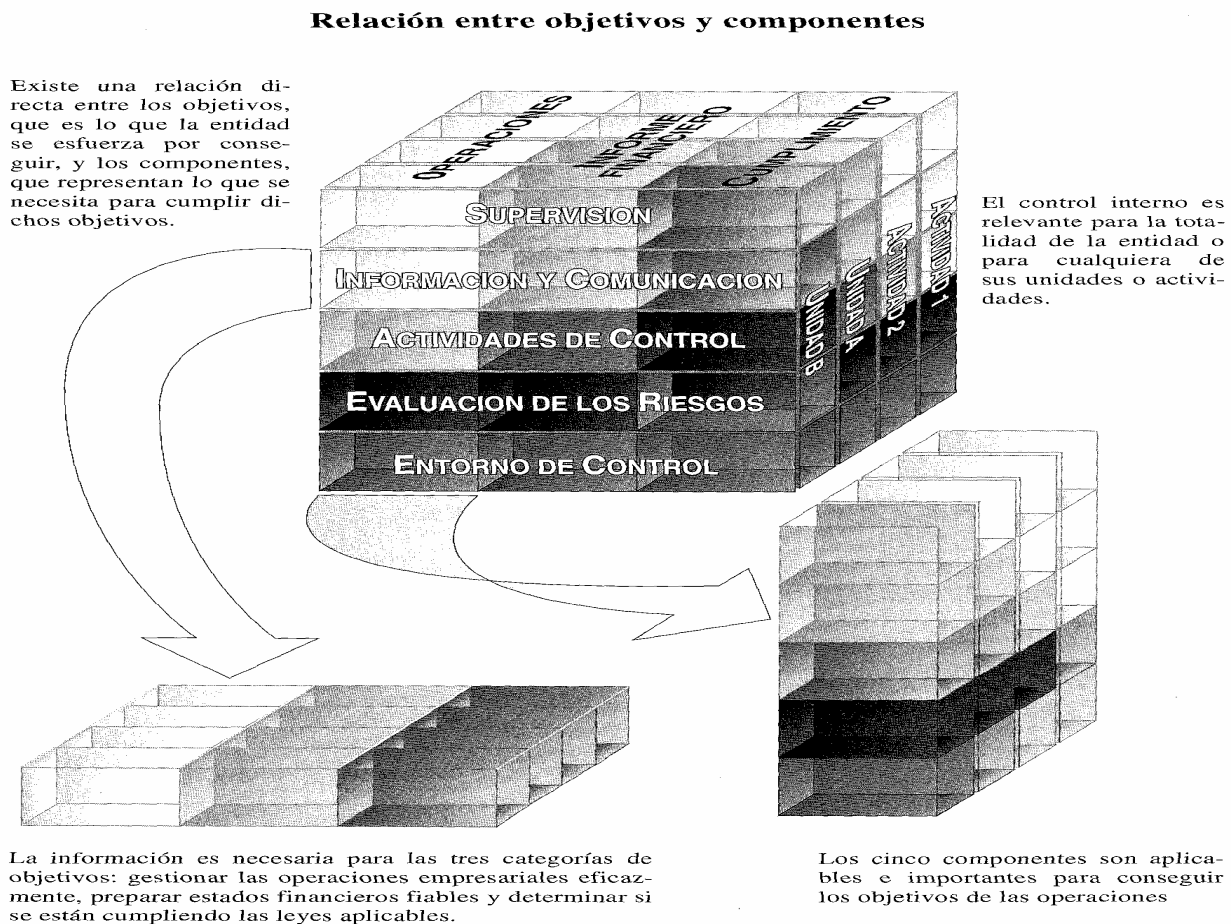 Relación entre objetivos y componentes
Existe una relación di-
recta entre los objetivos,
que es lo que la entidad
se esfuerza por conse-
guir, y los componentes,
que representan lo que se
necesita para cumplir di-
chos objetivos.
OPERACIONES
INFORME
FINANCIERO
CUMPLIMIENTO
SUPERVISION
INFORMACION Y COMUNICACION
ACTIVIDADES DE CONTROL
EVALUACION DE LOS RIESGOS
ENTORNO DE CONTROL
UNIDAD B
UNIDAD A
ACTIVIDAD 2
ACTIVIDAD 1
El control interno es
relevante para la tota-
lidad de la entidad o
para cualquiera de
sus unidades o activi-
dades.
La información es necesaria para las tres categorías de
objetivos: gestionar las operaciones empresariales eficaz-
mente, preparar estados financieros fiables y determinar si
se están cumpliendo las leyes aplicables.
Los cinco componentes son aplica-
bles e importantes para conseguir
los objetivos de las operaciones